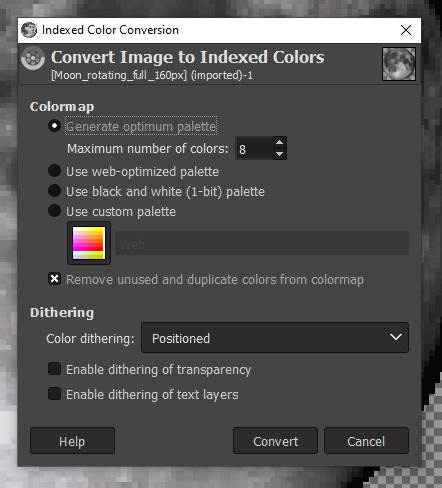 Indexed Color Conversion
Convert Image to Indexed Colors
[Moon_rotating_full_160px] (imported)-1
Colormap
Generate optimum palette
Maximum number of colors: 8
Use web-optimized palette
Use black and white (1-bit) palette
Use custom palette
Web
Remove unused and duplicate colors from colormap
Dithering
Color dithering: Positioned
Enable dithering of transparency
Enable dithering of text layers
Help Convert Cancel